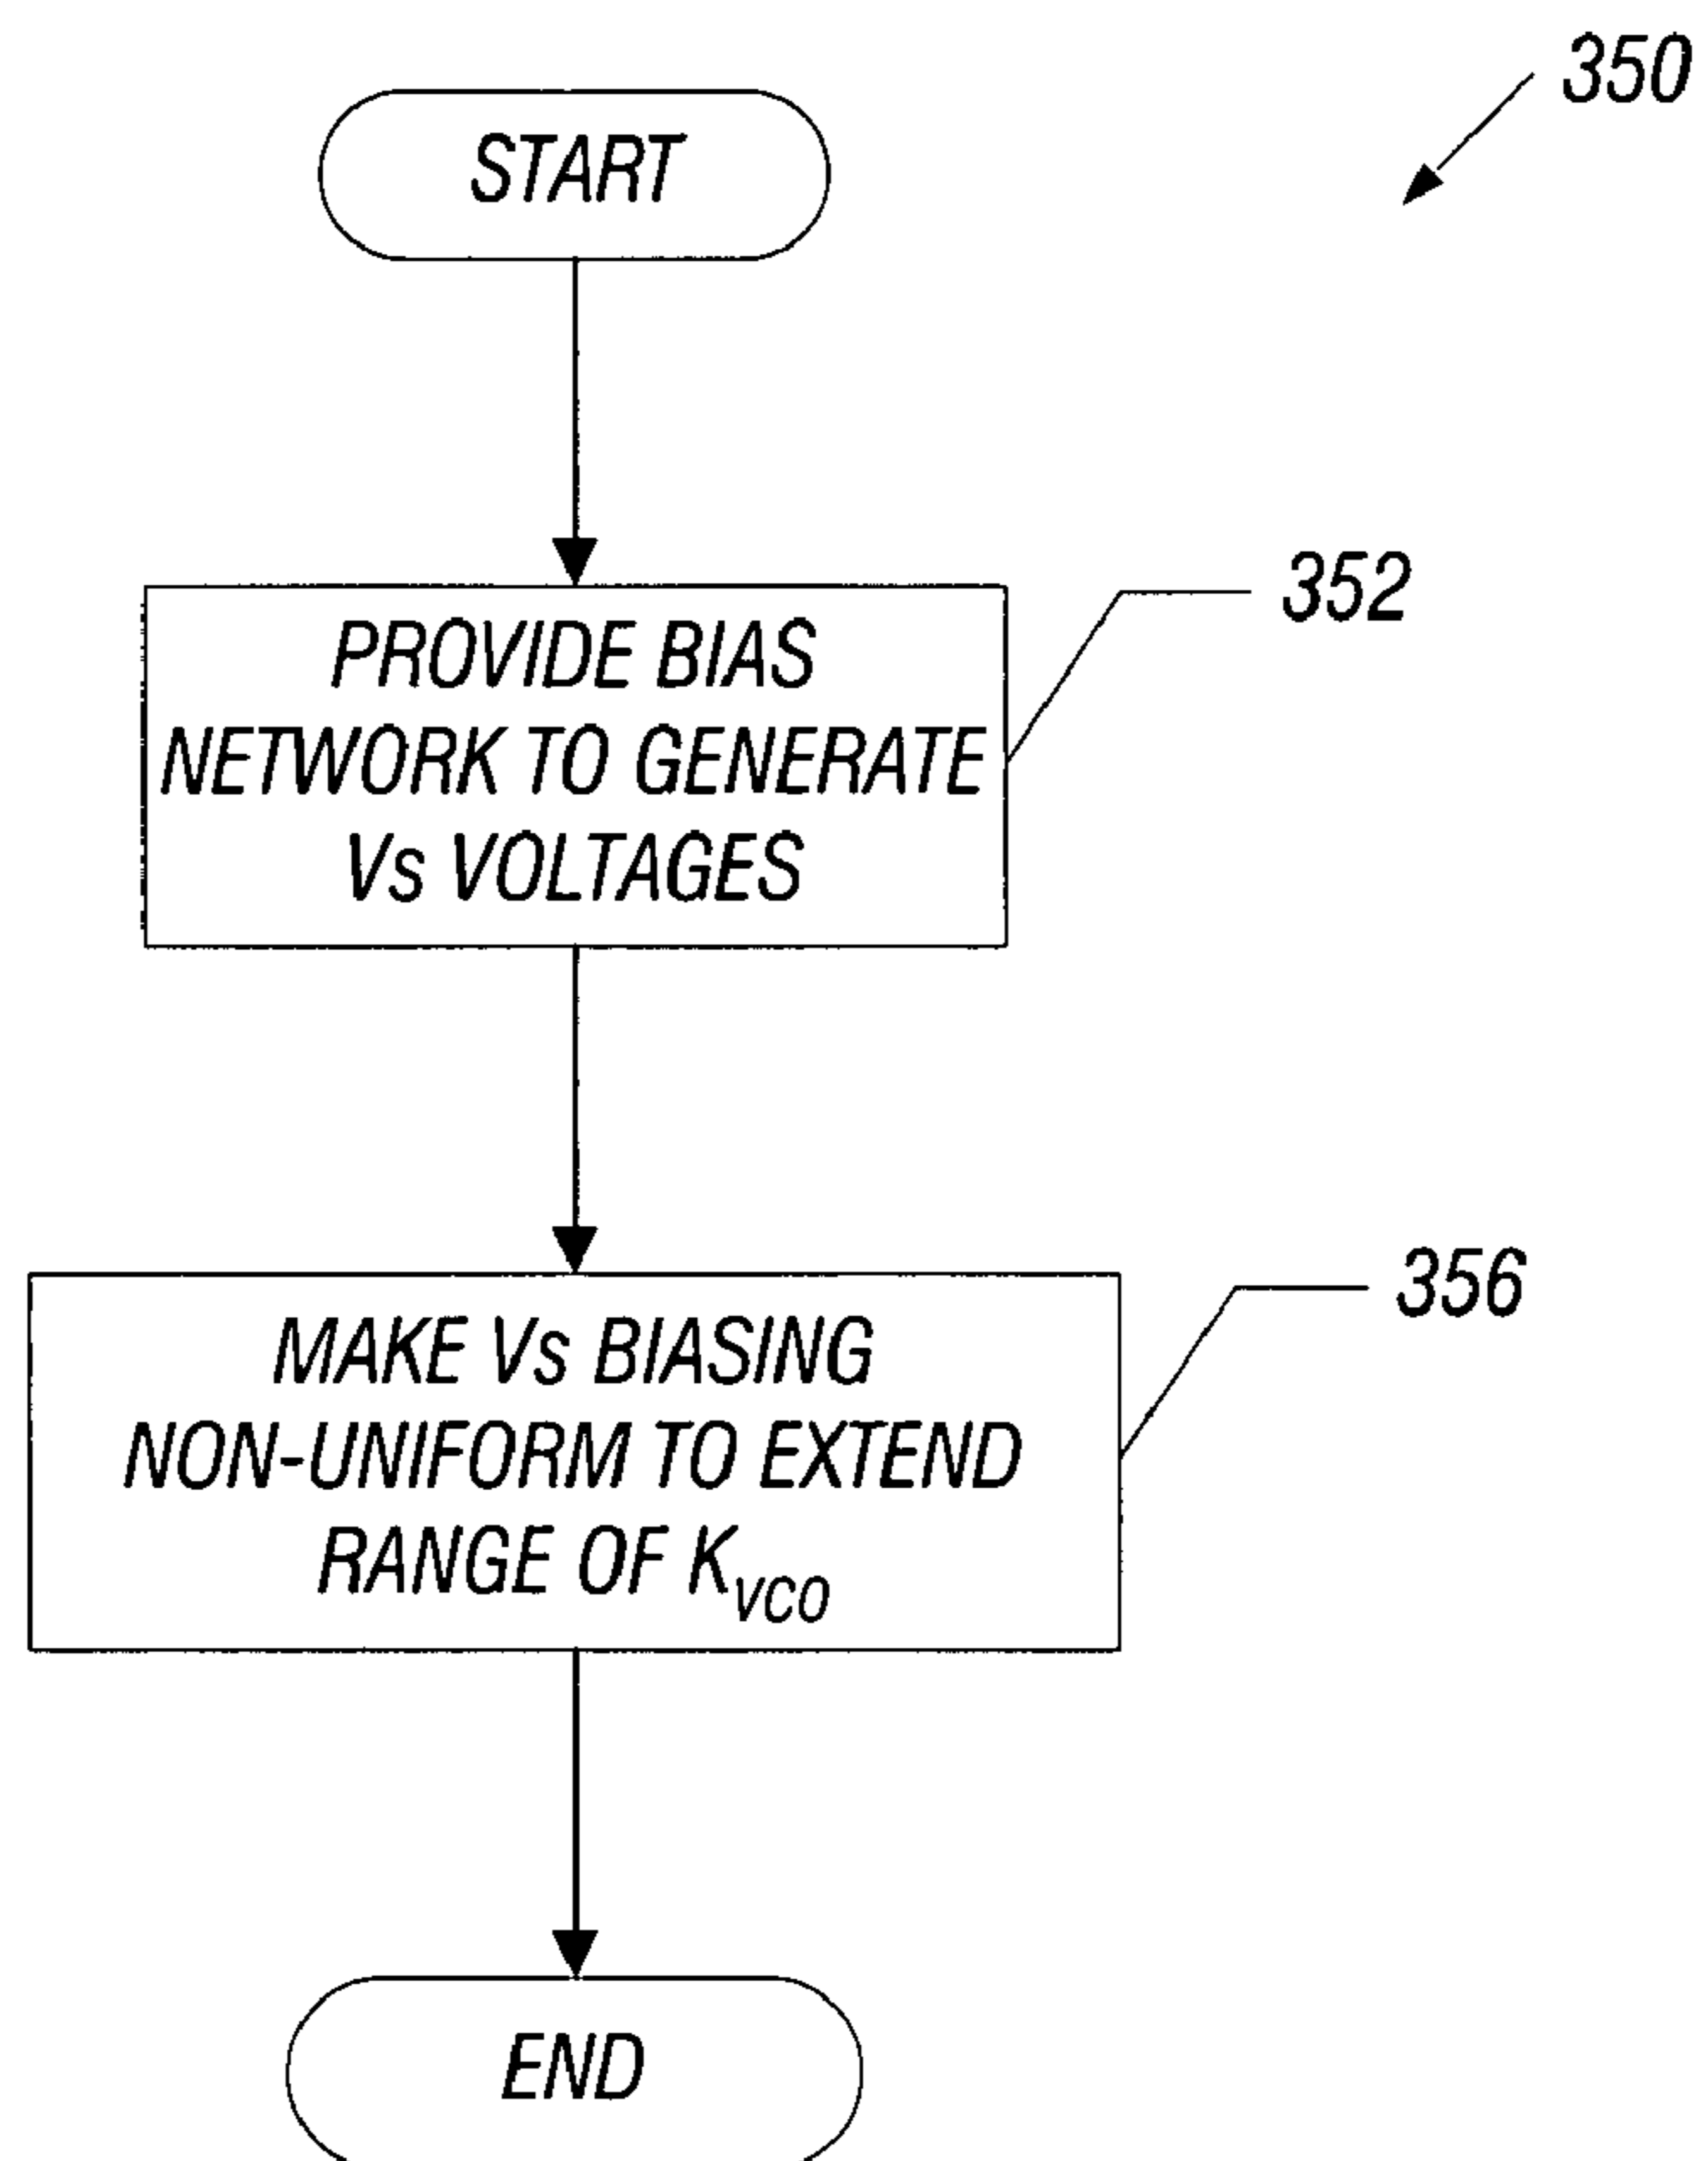 350
START
352
PROVIDE BIAS
NETWORK TO GENERATE
Vs VOLTAGES
356
MAKE Vs BIASING
NON-UNIFORM TO EXTEND
RANGE OF KVCO
END